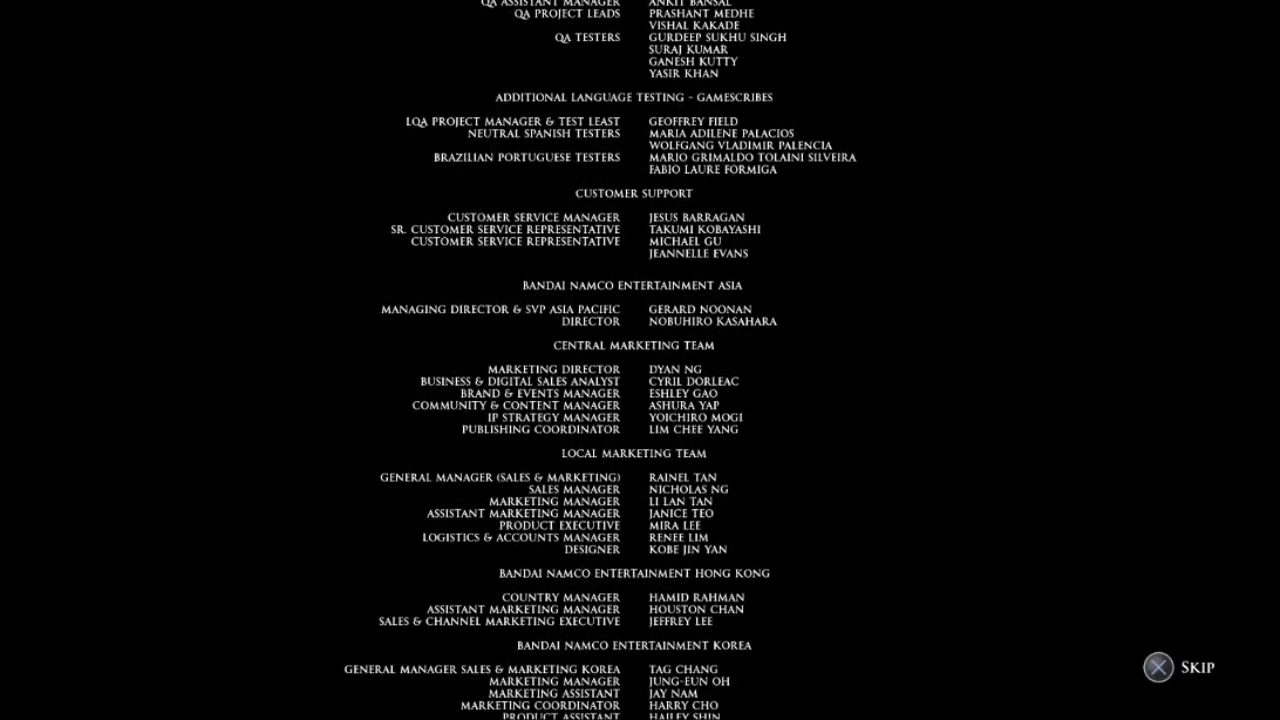 QA ASSISTANT MANAGER ANKIT BANSAL
QA PROJECT LEADS PRASHANT MEDHE
VISHAL KAKADE
QA TESTERS GURDEEP SUKHU SINGH
SURAJ KUMAR
GANESH KUTTY
YASIR KHAN
ADDITIONAL LANGUAGE TESTING - GAMESCRIBES
LQA PROJECT MANAGER & TEST LEAST GEOFFREY FIELD
NEUTRAL SPANISH TESTERS MARIA ADILENE PALACIOS
WOLFGANG VLADIMIR PALENCIA
BRAZILIAN PORTUGUESE TESTERS MARIO GRIMALDO TOLAINI SILVEIRA
FABIO LAURE FORMIGA
CUSTOMER SUPPORT
CUSTOMER SERVICE MANAGER JESUS BARRAGAN
SR. CUSTOMER SERVICE REPRESENTATIVE TAKUMI KOBAYASHI
CUSTOMER SERVICE REPRESENTATIVE MICHAEL GU
JEANNELLE EVANS
BANDAI NAMCO ENTERTAINMENT ASIA
MANAGING DIRECTOR & SVP ASIA PACIFIC GERARD NOONAN
DIRECTOR NOBUHIRO KASAHARA
CENTRAL MARKETING TEAM
MARKETING DIRECTOR DYAN NG
BUSINESS & DIGITAL SALES ANALYST CYRIL DORLEAC
BRAND & EVENTS MANAGER ESHLEY GAO
COMMUNITY & CONTENT MANAGER ASHURA YAP
IP STRATEGY MANAGER YOICHIRO MOGI
PUBLISHING COORDINATOR LIM CHEE YANG
LOCAL MARKETING TEAM
GENERAL MANAGER (SALES & MARKETING) RAINEL TAN
SALES MANAGER NICHOLAS NG
MARKETING MANAGER LI LAN TAN
ASSISTANT MARKETING MANAGER JANICE TEO
PRODUCT EXECUTIVE MIRA LEE
LOGISTICS & ACCOUNTS MANAGER RENEE LIM
DESIGNER KOBE JIN YAN
BANDAI NAMCO ENTERTAINMENT HONG KONG
COUNTRY MANAGER HAMID RAHMAN
ASSISTANT MARKETING MANAGER HOUSTON CHAN
SALES & CHANNEL MARKETING EXECUTIVE JEFFREY LEE
BANDAI NAMCO ENTERTAINMENT KOREA
GENERAL MANAGER SALES & MARKETING KOREA TAG CHANG
MARKETING MANAGER JUNG-EUN OH
MARKETING ASSISTANT JAY NAM
MARKETING COORDINATOR HARRY CHO
PRODUCT ASSISTANT HAILEY SHIN
SKIP